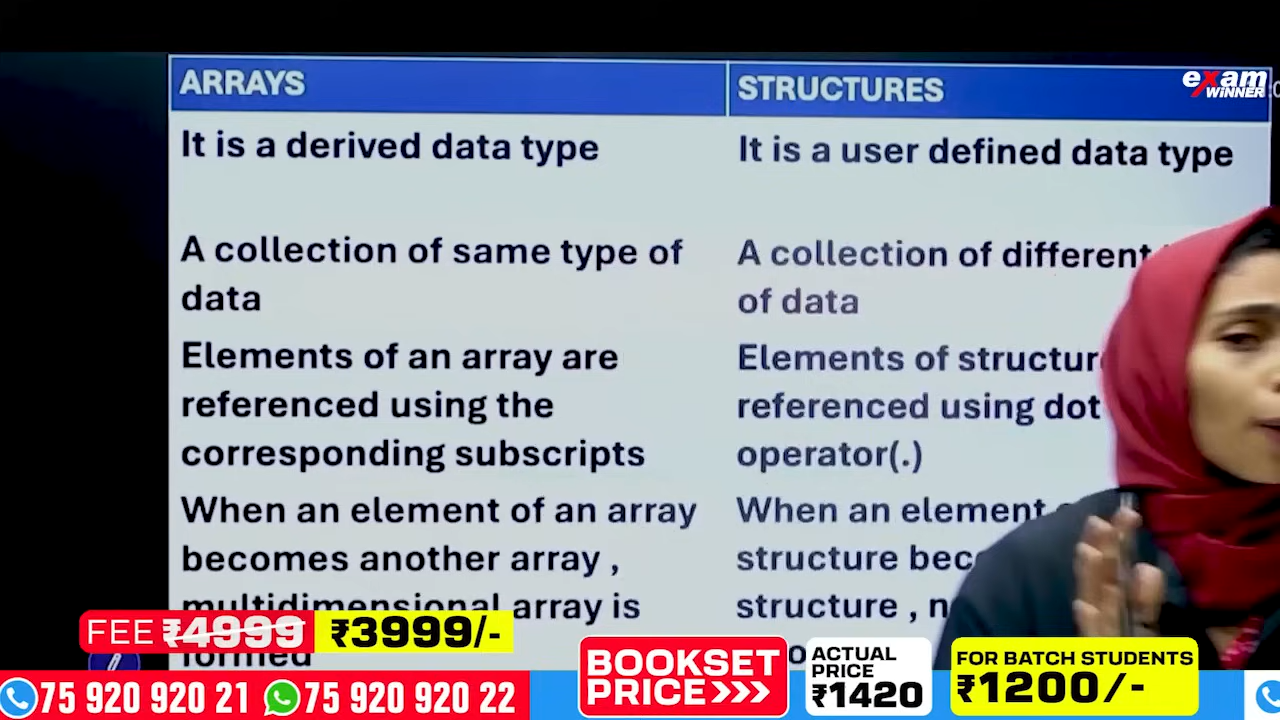 ARRAYS
STRUCTURES
exam
WINNER
It is a derived data type
It is a user defined data type
A collection of same type of
data
A collection of different
of data
Elements of an array are
referenced using the
corresponding subscripts
Elements of
referenced using dot
operator(.)
When an element of an array
becomes another array ,
multidimensional array is
formed
When an element
structure
structure ,
FEE ₹4999
₹3999/-
BOOKSET
PRICE >>>
ACTUAL
PRICE
₹1420
FOR BATCH STUDENTS
₹1200/-
75 920 920 21
75 920 920 22